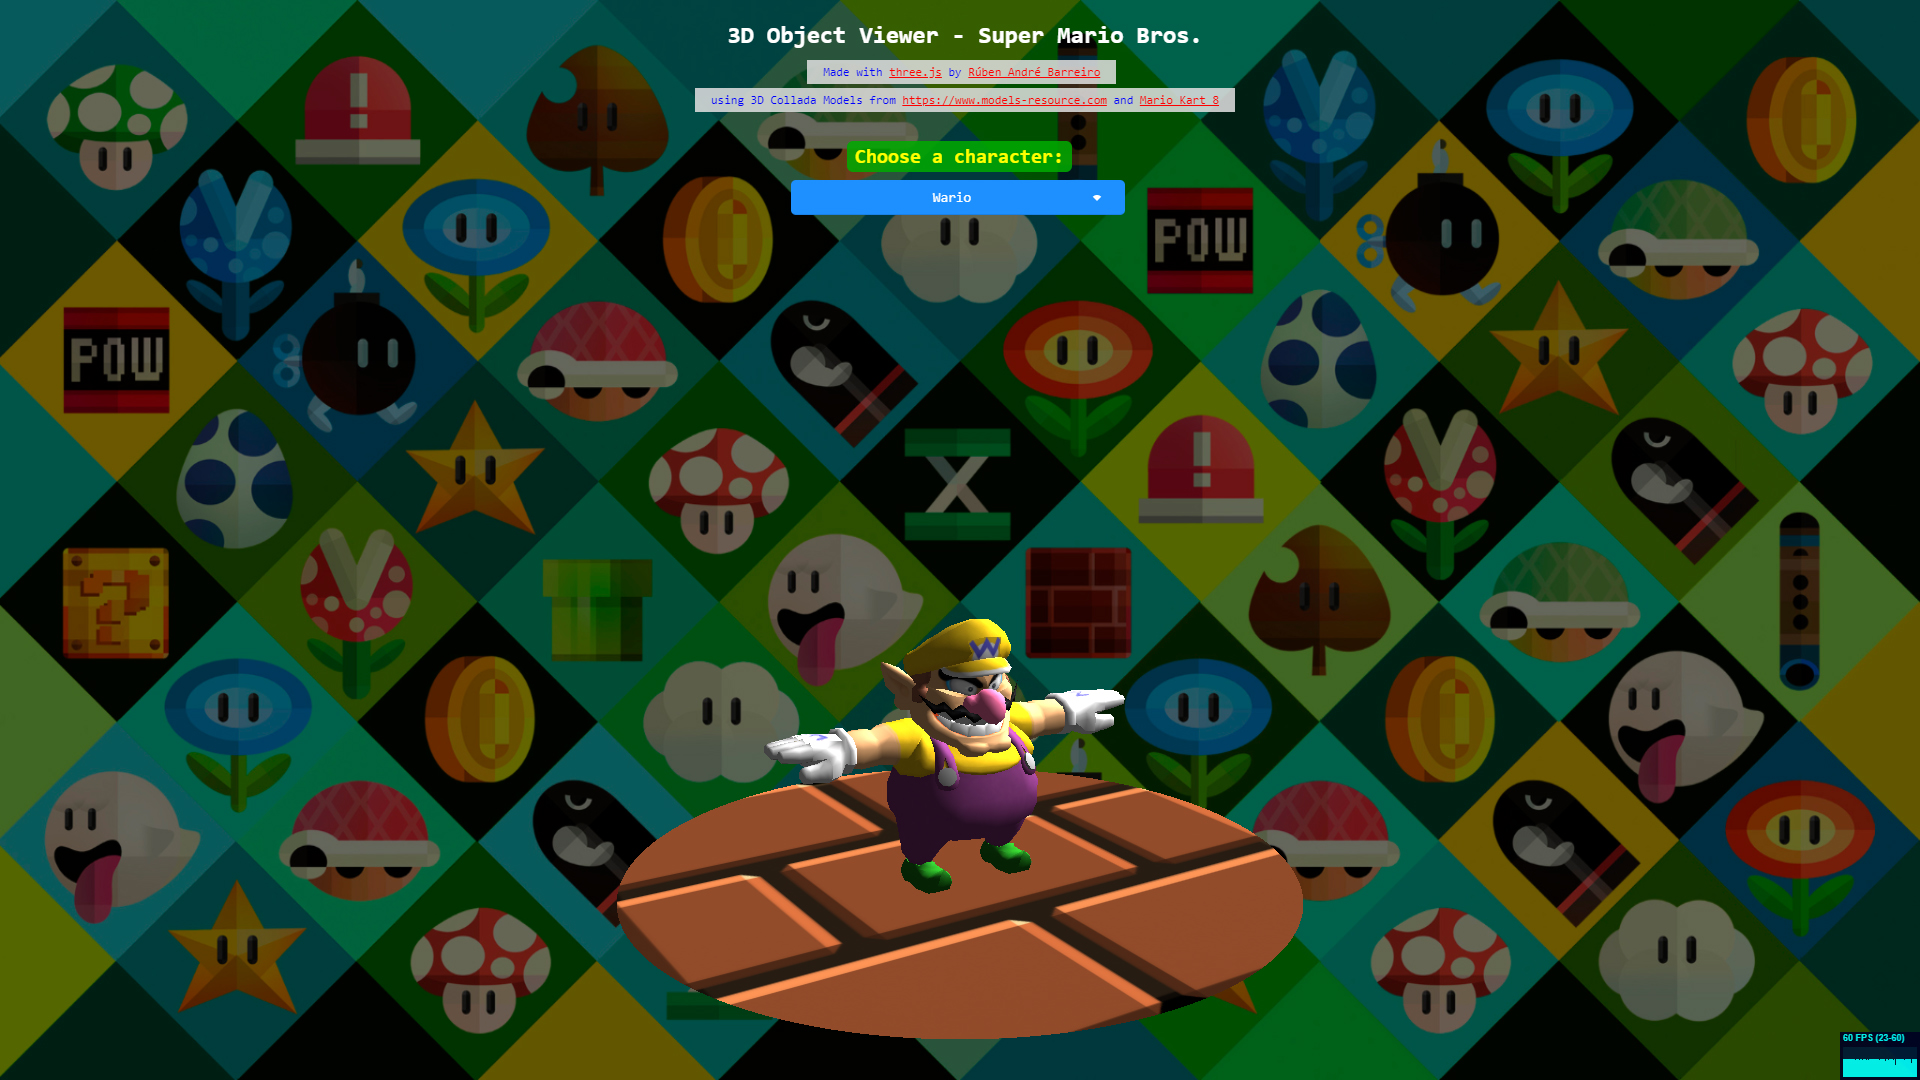 3D Object Viewer - Super Mario Bros.
Made with three.js by Rúben André Barreiro
using 3D Collada Models from https://www.models-resource.com and Mario Kart 8
Choose a character:
Wario
POW
POW
W
60 FPS (23-60)